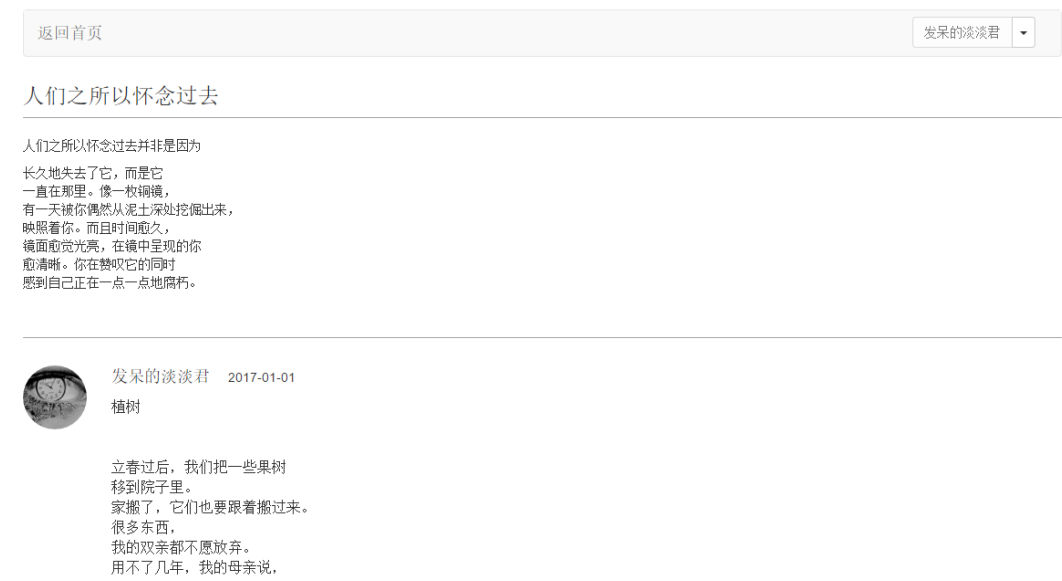 返回首页
发呆的淡淡君
人们之所以怀念过去
人们之所以怀念过去并非是因为
长久地失去了它，而是它
一直在那里。像一枚铜镜，
有一天被你偶然从泥土深处挖倔出来，
映照着你。而且时间愈久，
镜面愈觉光亮，在镜中呈现的你
愈清晰。你在赞叹它的同时
感到自己正在一点一点地腐朽。
发呆的淡淡君 2017-01-01
植树
立春过后，我们把一些果树
移到院子里。
家搬了，它们也要跟着搬过来。
很多东西，
我的双亲都不愿放弃。
用不了几年，我的母亲说，